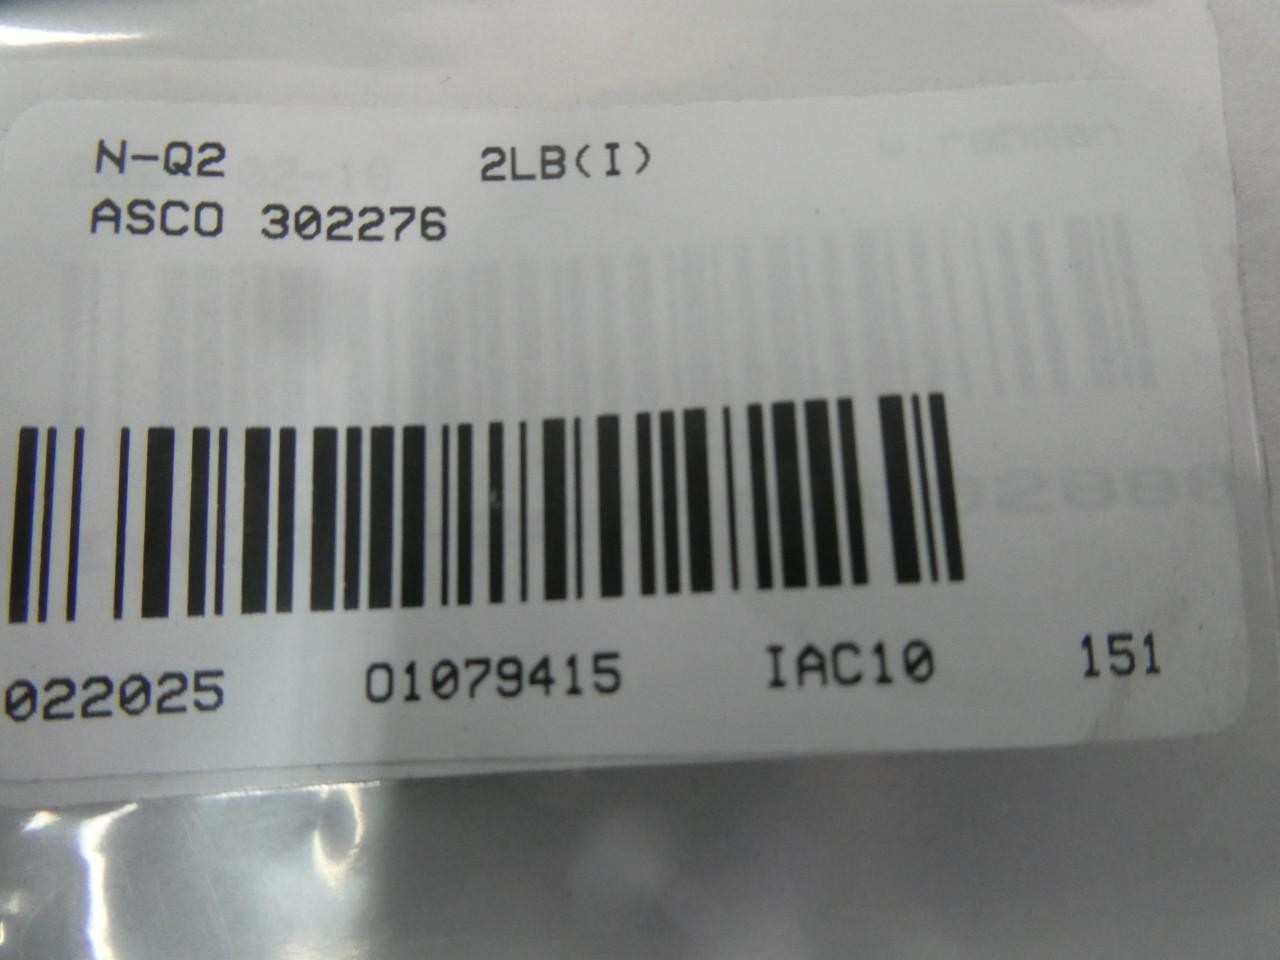 N-Q2 2LB(I)
ASCO 302276
022025 01079415 IAC10 151